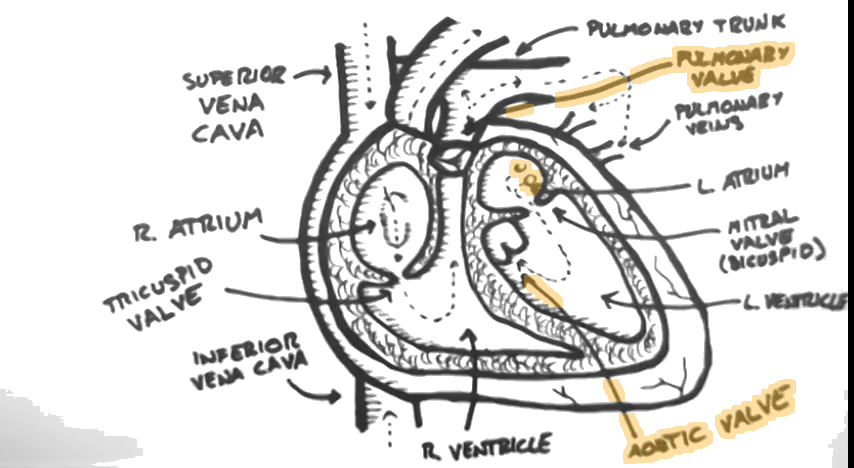 PULMONARY TRUNK
PULMONARY
VALVE
SUPERIOR
VENA
CAVA
PULMONARY
VEINS
L. ATRIUM
R. ATRIUM
MITRAL
VALVE
(BICUSPID)
TRICUSPID
VALVE
L. VENTRICLE
INFERIOR
VENA CAVA
AORTIC VALVE
R. VENTRICLE